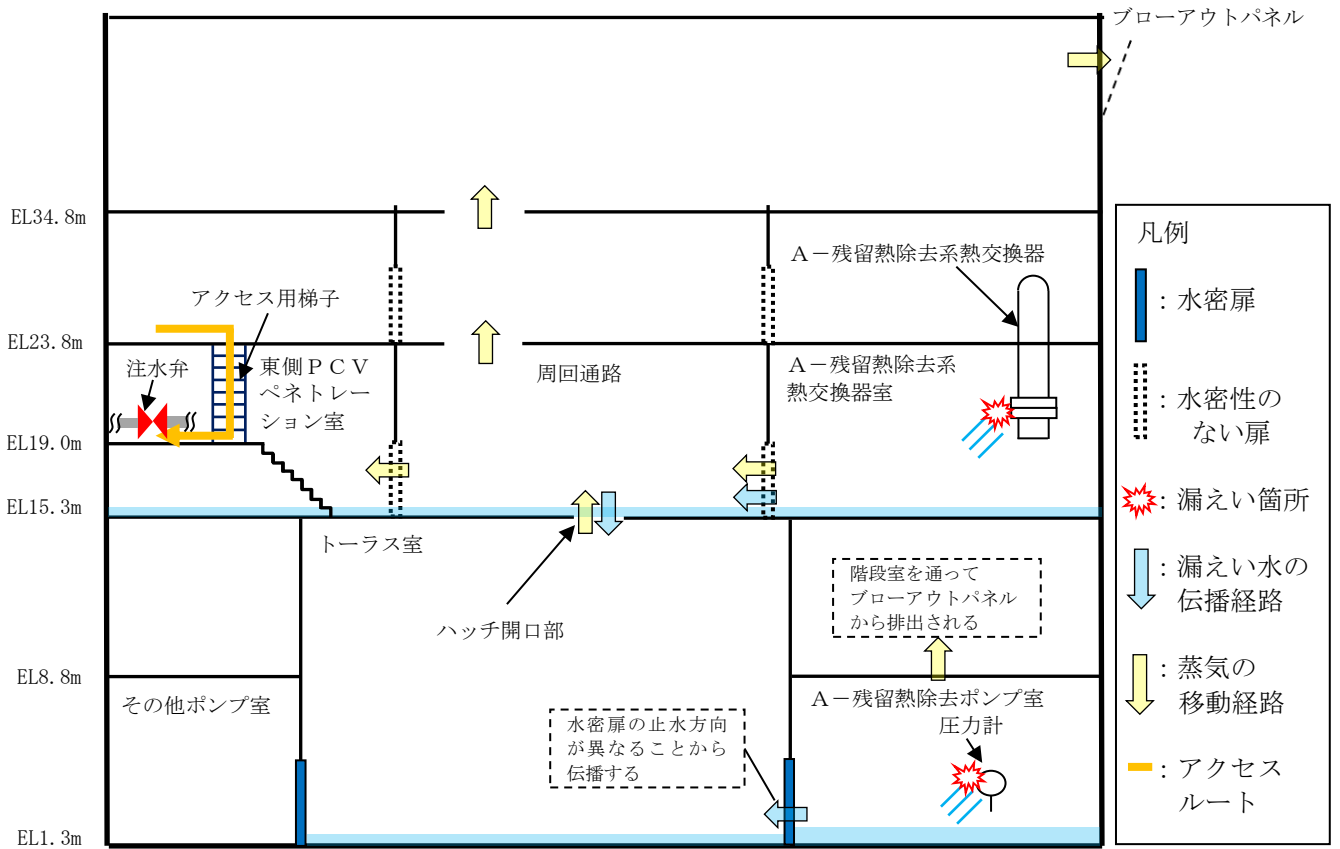 ブローアウトパネル
EL34.8m
A－残留熱除去系熱交換器
アクセス用梯子
EL23.8m
注水弁
東側ＰＣＶ
ペネトレー
ション室
周回通路
A－残留熱除去系
熱交換器室
EL19.0m
EL15.3m
トーラス室
ハッチ開口部
階段室を通って
ブローアウトパネル
から排出される
EL8.8m
その他ポンプ室
A－残留熱除去ポンプ室
圧力計
水密扉の止水方向
が異なることから
伝播する
EL1.3m
凡例
：水密扉
：水密性の
ない扉
：漏えい箇所
：漏えい水の
伝播経路
：蒸気の
移動経路
：アクセス
ルート